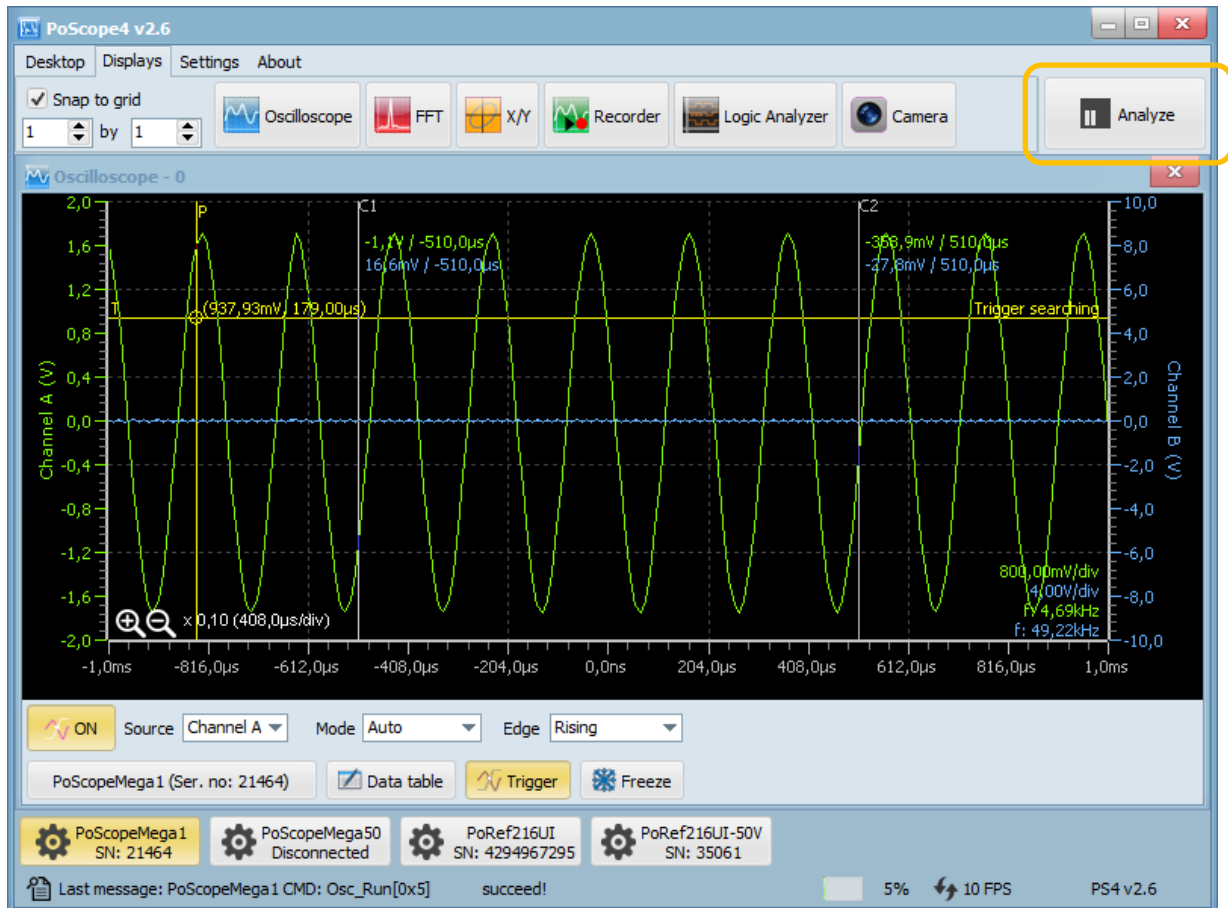 PoScope4 v2.6
Desktop Displays Settings About
Snap to grid
1 by 1
Oscilloscope FFT X/Y Recorder Logic Analyzer Camera Analyze
Oscilloscope - 0
Channel A (V)
2,0
1,6
1,2
0,8
0,4
0,0
-0,4
-0,8
-1,2
-1,6
-2,0
P C1 C2
-1,1V / -510,0µs
16,6mV / -510,0µs
-368,9mV / 510,0µs
-27,8mV / 510,0µs
T (937,93mV, 179,00µs) Trigger searching
10,0
8,0
6,0
4,0
2,0
0,0
-2,0
-4,0
-6,0
-8,0
-10,0
Channel B (V)
800,00mV/div
4,00V/div
f: 4,69kHz
f: 49,22kHz
x 0,10 (408,0µs/div)
-1,0ms -816,0µs -612,0µs -408,0µs -204,0µs 0,0ns 204,0µs 408,0µs 612,0µs 816,0µs 1,0ms
ON Source Channel A Mode Auto Edge Rising
PoScopeMega1 (Ser. no: 21464) Data table Trigger Freeze
PoScopeMega1
SN: 21464
PoScopeMega50
Disconnected
PoRef216UI
SN: 4294967295
PoRef216UI-50V
SN: 35061
Last message: PoScopeMega1 CMD: Osc_Run[0x5] succeed! 5% 10 FPS PS4 v2.6